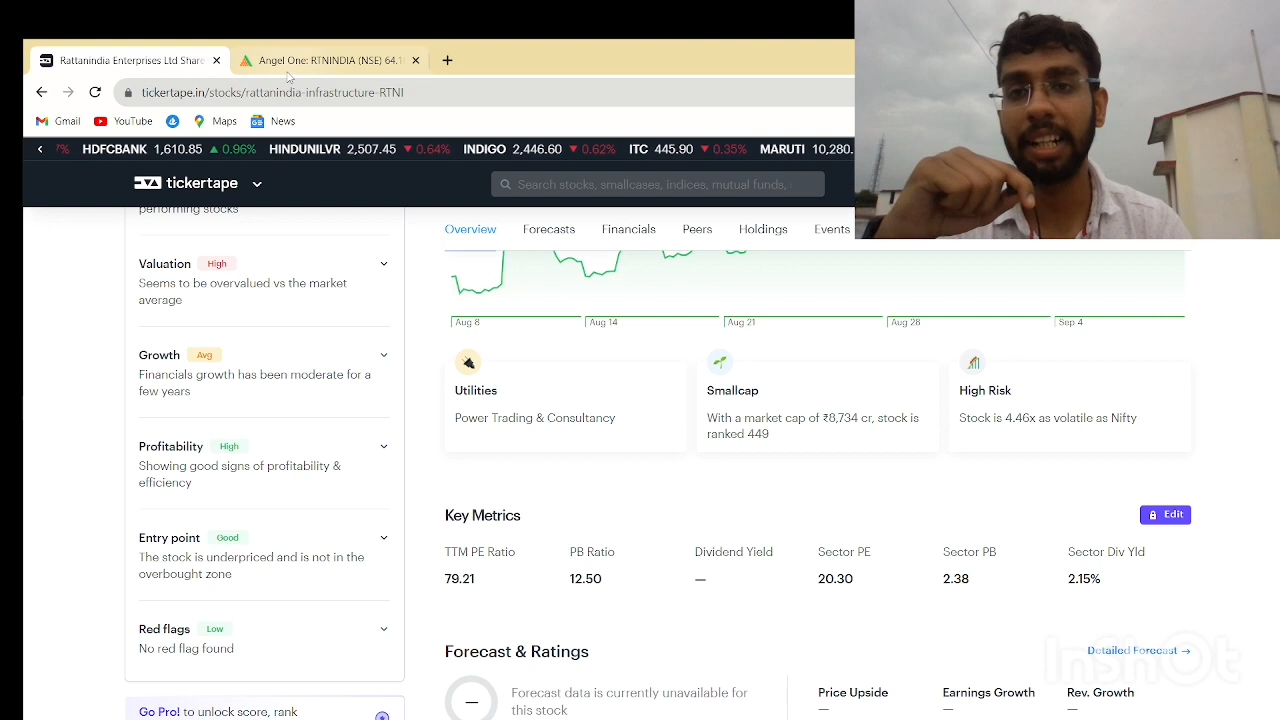 Rattanindia Enterprises Ltd Share
Angel One: RTNINDIA (NSE) 64.1
tickertape.in/stocks/rattanindia-infrastructure-RTNI
Gmail YouTube Maps News
7% HDFCBANK 1,610.85 ▲ 0.96% HINDUNILVR 2,507.45 ▼ 0.64% INDIGO 2,446.60 ▼ 0.62% ITC 445.90 ▼ 0.35% MARUTI 10,280.
tickertape
Search stocks, smallcases, indices, mutual funds,
Overview Forecasts Financials Peers Holdings Events
performing stocks
Valuation High
Seems to be overvalued vs the market
average
Growth Avg
Financials growth has been moderate for a
few years
Profitability High
Showing good signs of profitability &
efficiency
Entry point Good
The stock is underpriced and is not in the
overbought zone
Red flags Low
No red flag found
Go Pro! to unlock score, rank
Aug 8 Aug 14 Aug 21 Aug 28 Sep 4
Utilities
Power Trading & Consultancy
Smallcap
With a market cap of ₹8,734 cr, stock is
ranked 449
High Risk
Stock is 4.46x as volatile as Nifty
Key Metrics
Edit
TTM PE Ratio PB Ratio Dividend Yield Sector PE Sector PB Sector Div Yld
79.21 12.50 — 20.30 2.38 2.15%
Forecast & Ratings
Detailed Forecast →
—
Forecast data is currently unavailable for
this stock
Price Upside Earnings Growth Rev. Growth
— — —
InShOt